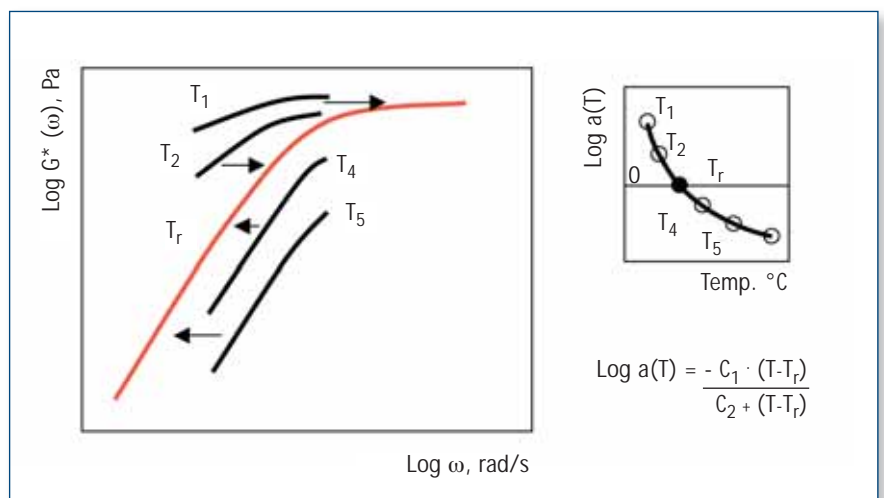 Log G* (ω), Pa
T1
T2
Tr
T4
T5
Log ω, rad/s
Log a(T)
T1
T2
0
Tr
T4
T5
Temp. °C
Log a(T) = - C1 · (T-Tr)
C2 + (T-Tr)